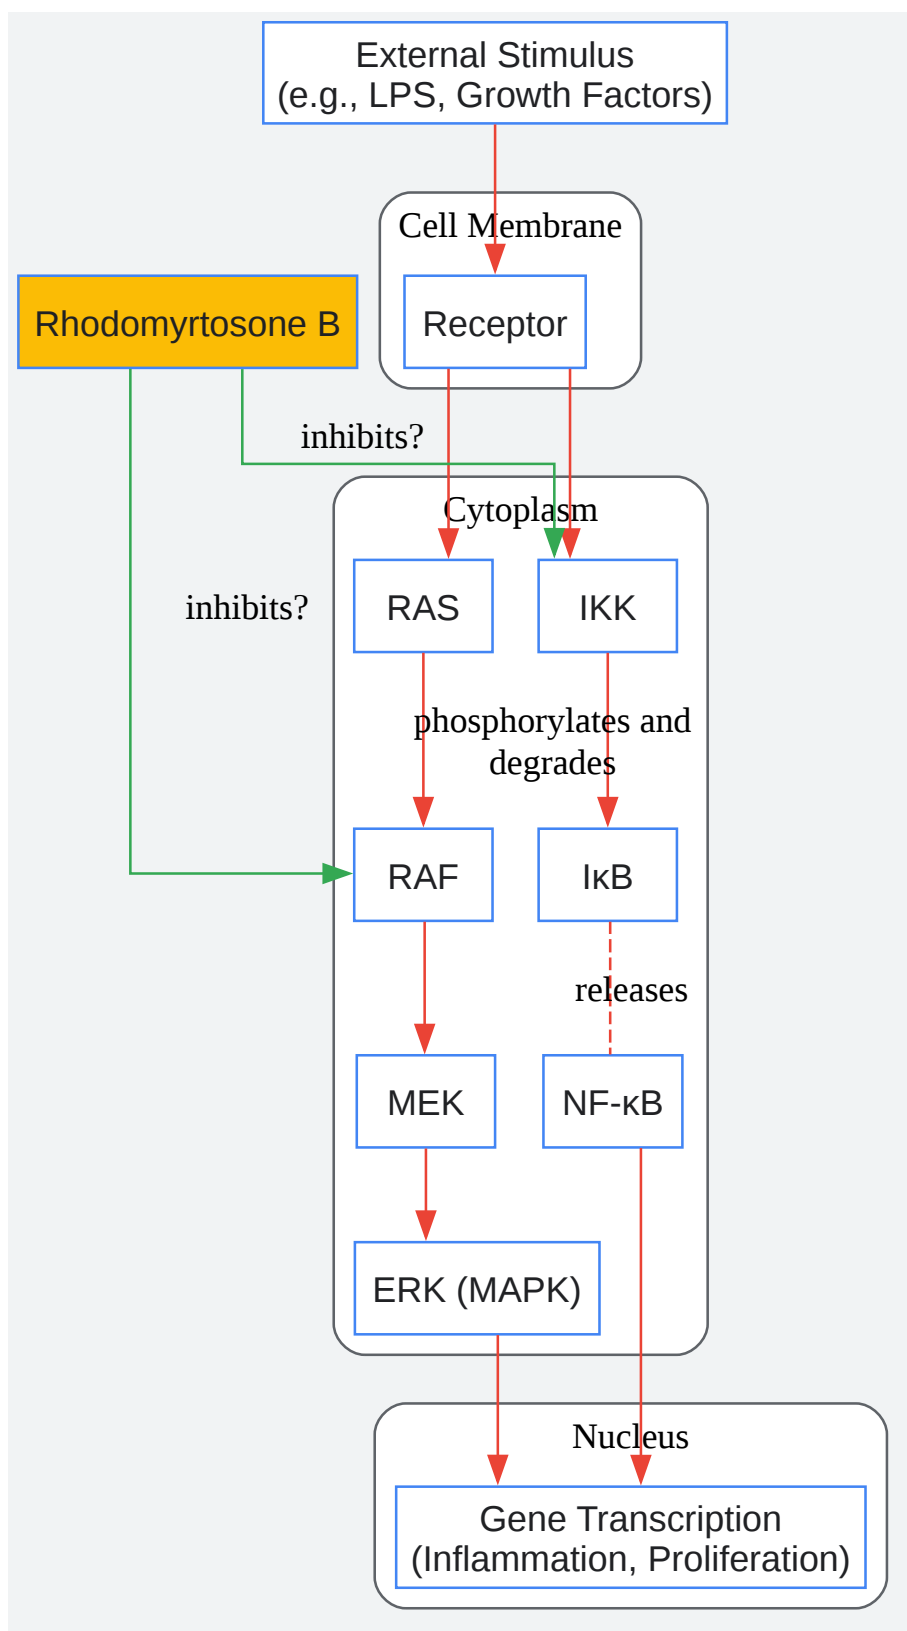 External Stimulus
(e.g., LPS, Growth Factors)
Cell Membrane
Rhodomyrtosone B
Receptor
inhibits?
Cytoplasm
RAS
IKK
inhibits?
phosphorylates and
degrades
RAF
IκB
releases
MEK
NF-κB
ERK (MAPK)
Nucleus
Gene Transcription
(Inflammation, Proliferation)